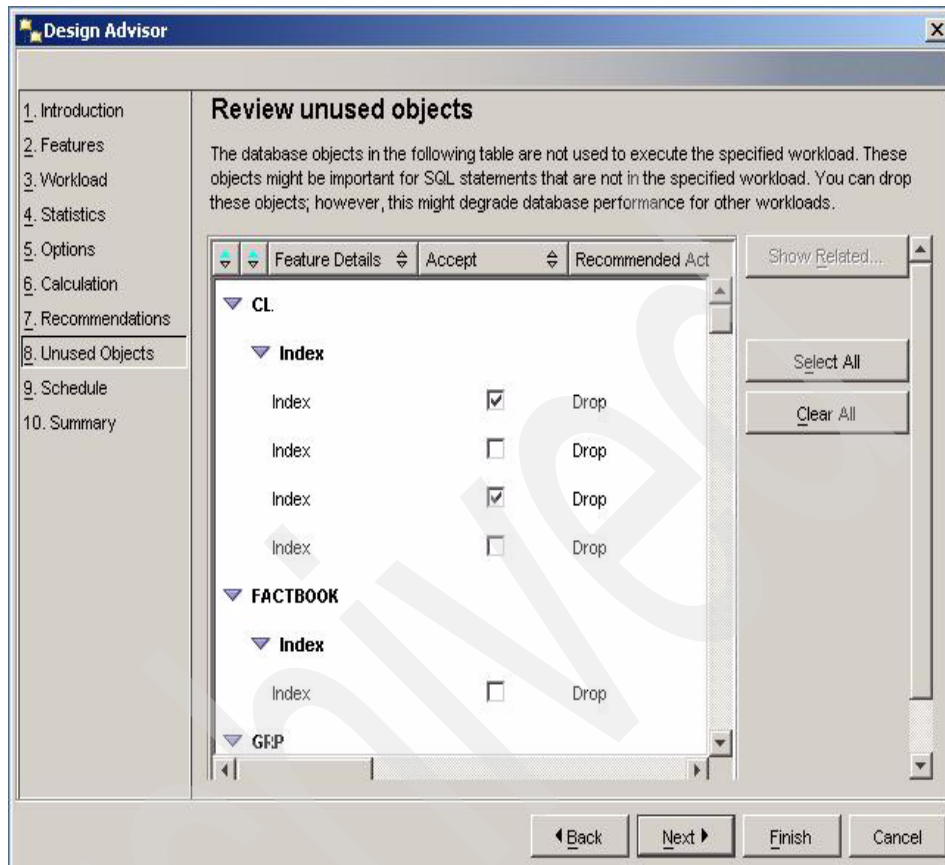 Design Advisor
1. Introduction
2. Features
3. Workload
4. Statistics
5. Options
6. Calculation
7. Recommendations
8. Unused Objects
9. Schedule
10. Summary
Review unused objects
The database objects in the following table are not used to execute the specified workload. These
objects might be important for SQL statements that are not in the specified workload. You can drop
these objects; however, this might degrade database performance for other workloads.
Feature Details Accept Recommended Act
CL.
Index
Index Drop
Index Drop
Index Drop
Index Drop
FACTBOOK
Index
Index Drop
GRP
Show Related...
Select All
Clear All
Back Next Finish Cancel